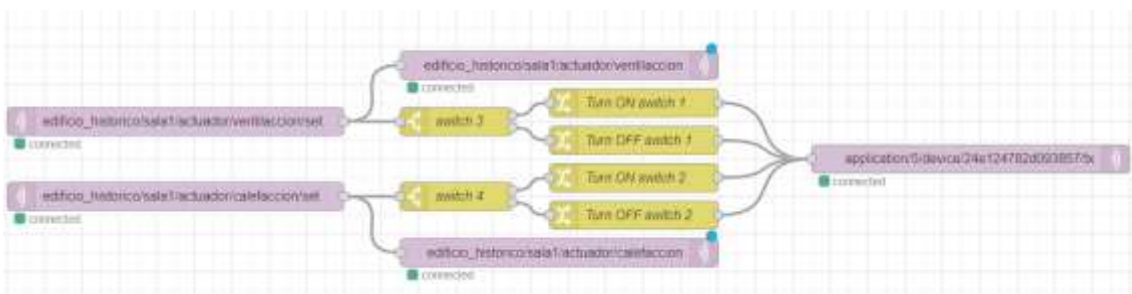 edificio_historico/sala1/actuador/ventilaccion
connected
edificio_historico/sala1/actuador/ventilaccion/set
connected
switch 3
Turn ON switch 1
Turn OFF switch 1
edificio_historico/sala1/actuador/calefaccion/set
connected
switch 4
Turn ON switch 2
Turn OFF switch 2
edificio_historico/sala1/actuador/calefaccion
connected
application/5/device/24e124782d093857/tx
connected